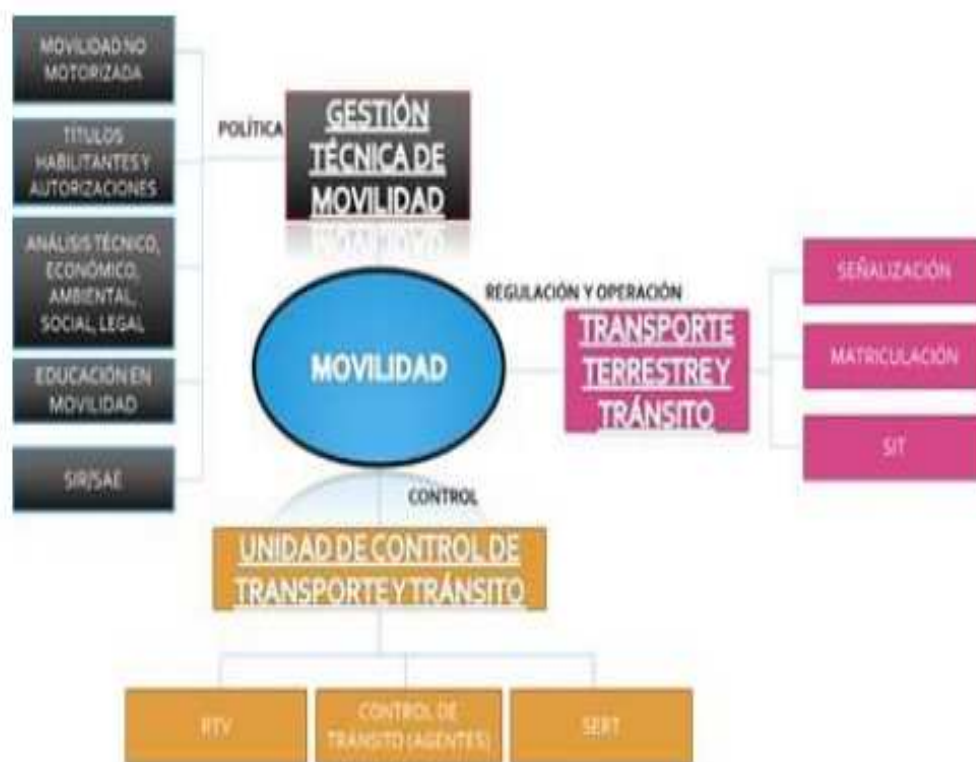 MOVILIDAD NO
MOTORIZADA
TÍTULOS
HABILITANTES Y
AUTORIZACIONES
ANÁLISIS TÉCNICO,
ECONÓMICO,
AMBIENTAL,
SOCIAL, LEGAL
EDUCACIÓN EN
MOVILIDAD
SIR/SAE
POLÍTICA
GESTIÓN
TÉCNICA DE
MOVILIDAD
MOVILIDAD
REGULACIÓN Y OPERACIÓN
TRANSPORTE
TERRESTRE Y
TRÁNSITO
SEÑALIZACIÓN
MATRICULACIÓN
SIT
CONTROL
UNIDAD DE CONTROL DE
TRANSPORTE Y TRÁNSITO
RTV
CONTROL DE
TRÁNSITO (AGENTES)
SERT